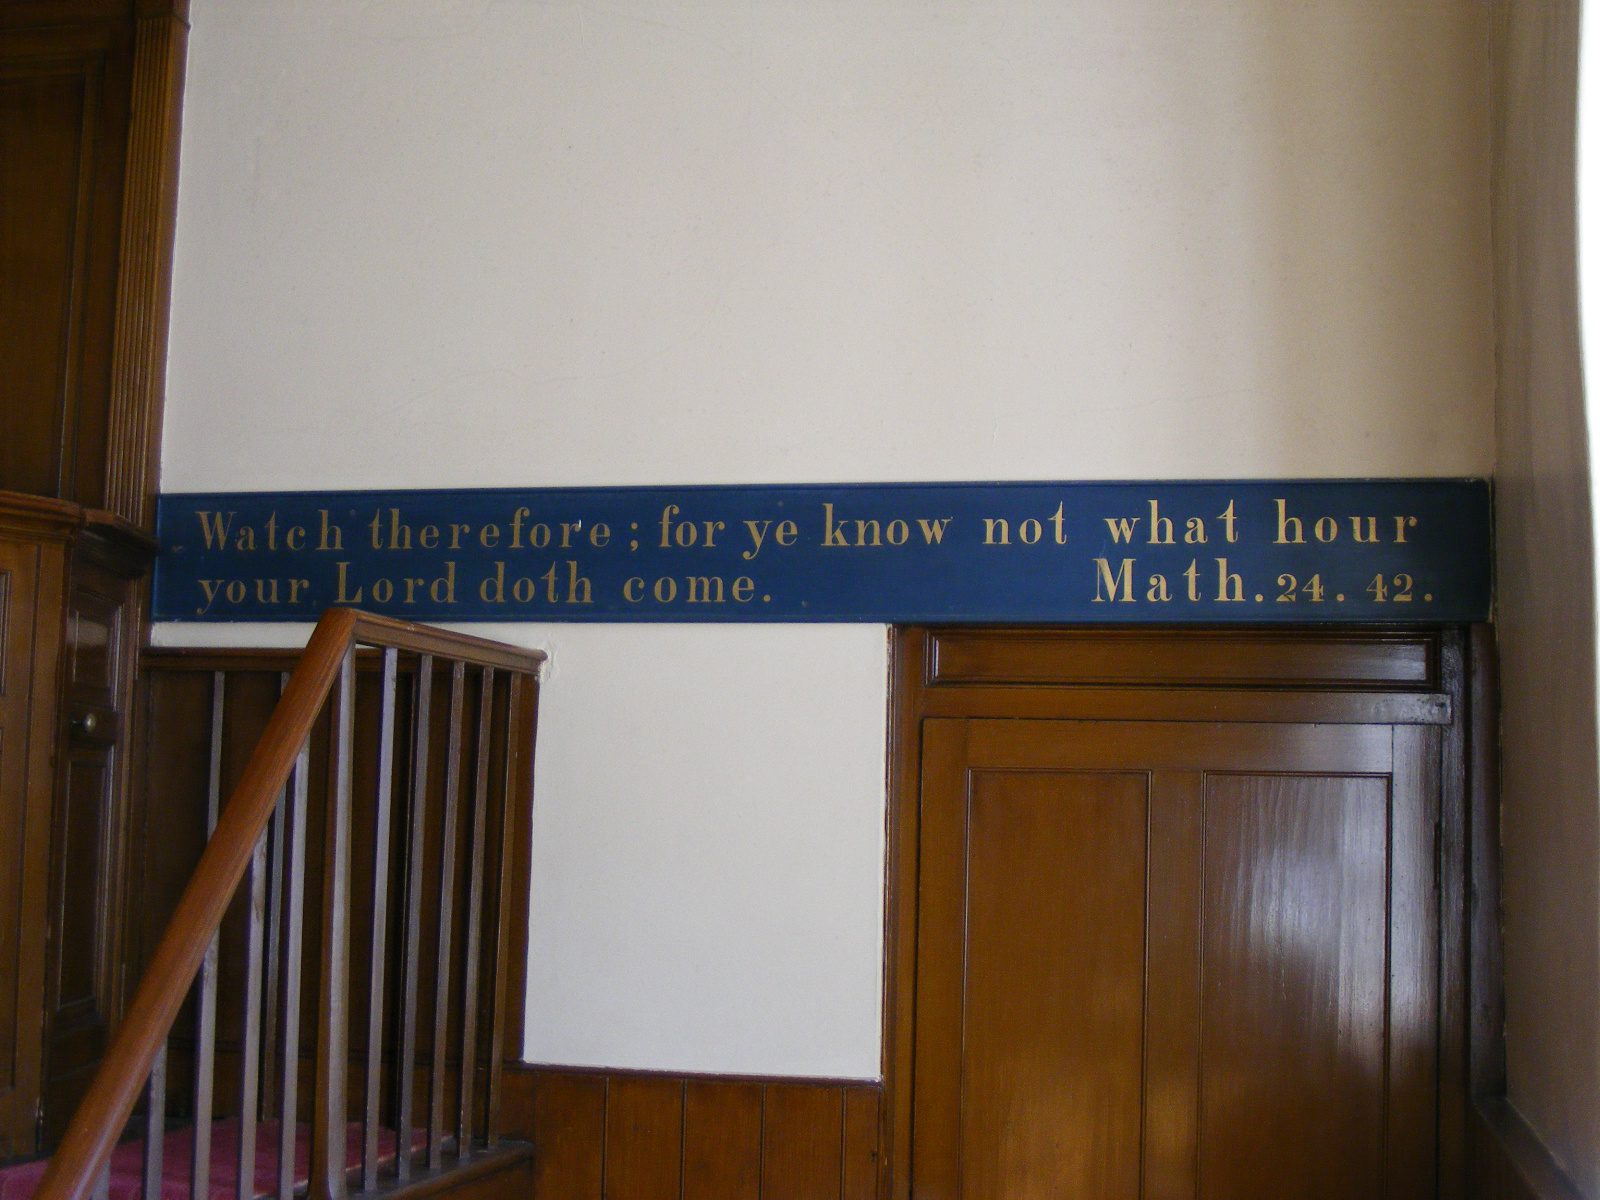 Watch therefore; for ye know not what hour
your Lord doth come. Math. 24. 42.